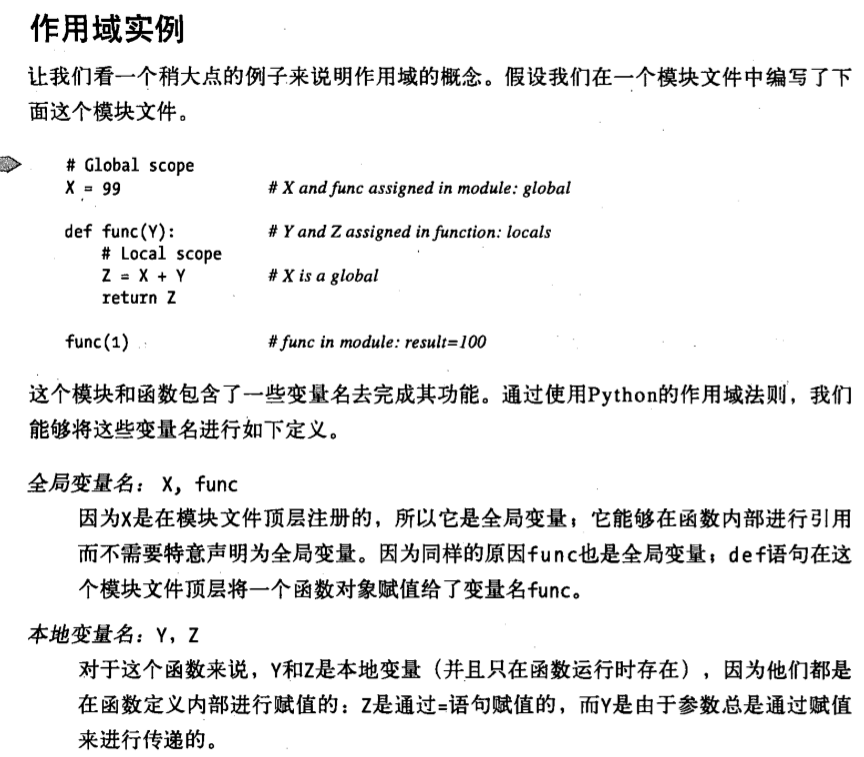 作用域实例
让我们看一个稍大点的例子来说明作用域的概念。假设我们在一个模块文件中编写了下
面这个模块文件。
# Global scope
X = 99 # X and func assigned in module: global
def func(Y): # Y and Z assigned in function: locals
# Local scope
Z = X + Y # X is a global
return Z
func(1) # func in module: result=100
这个模块和函数包含了一些变量名去完成其功能。通过使用Python的作用域法则，我们
能够将这些变量名进行如下定义。
全局变量名：X, func
因为X是在模块文件顶层注册的，所以它是全局变量；它能够在函数内部进行引用
而不需要特意声明为全局变量。因为同样的原因func也是全局变量；def语句在这
个模块文件顶层将一个函数对象赋值给了变量名func。
本地变量名：Y, Z
对于这个函数来说，Y和Z是本地变量（并且只在函数运行时存在），因为他们都是
在函数定义内部进行赋值的：Z是通过=语句赋值的，而Y是由于参数总是通过赋值
来进行传递的。